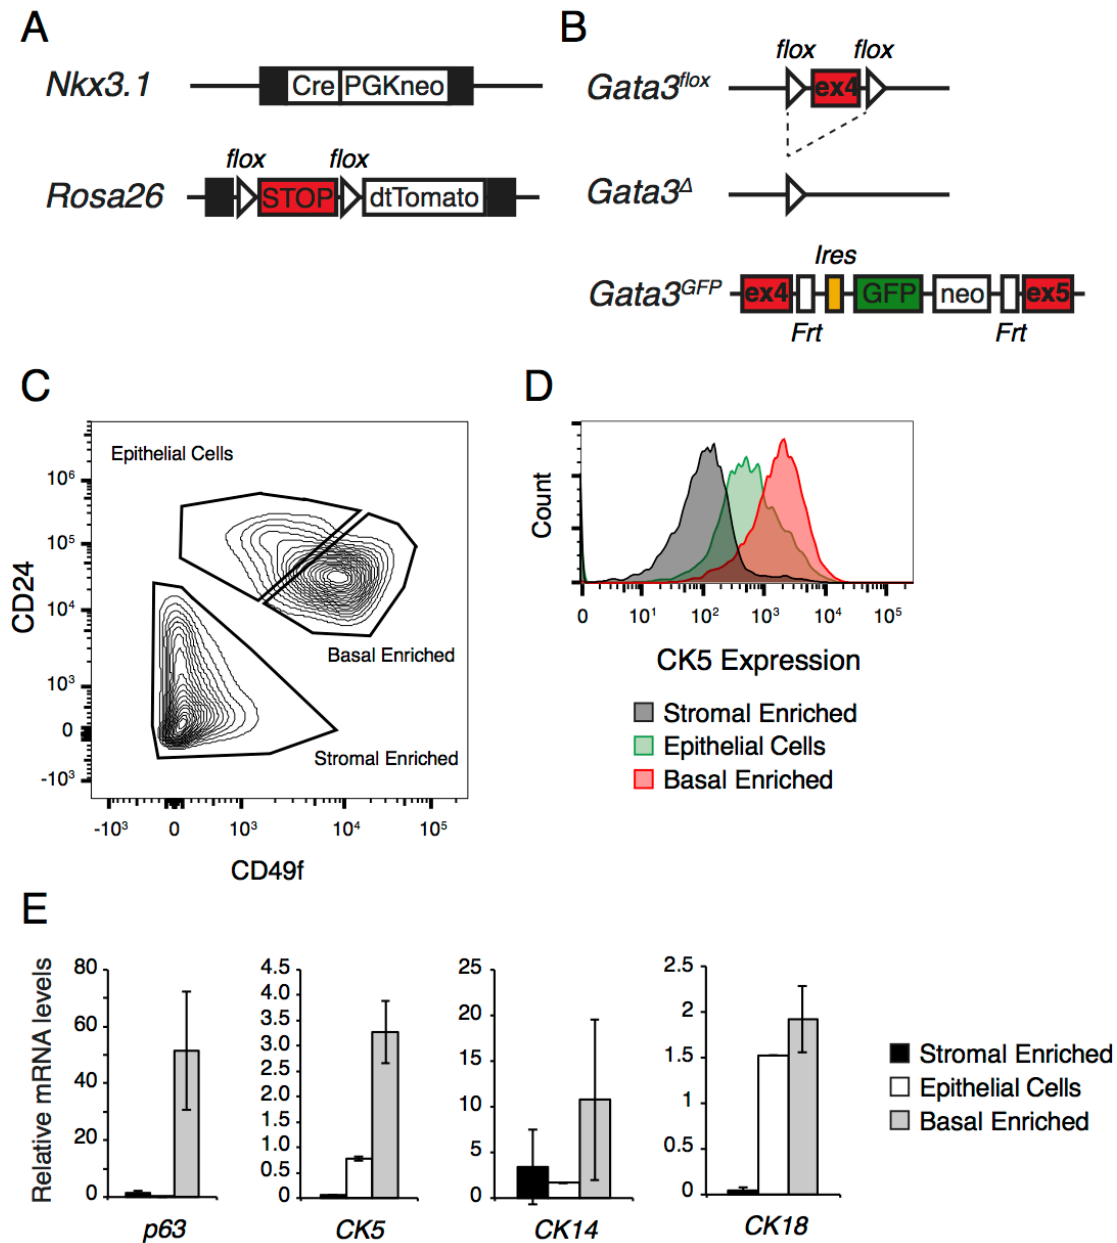 A
Nkx3.1
Cre PGKneo
flox flox
Rosa26
STOP dtTomato
B
flox flox
Gata3flox
ex4
Gata3Δ
Ires
Gata3GFP
ex4 GFP neo ex5
Frt Frt
C
Epithelial Cells
10⁶
10⁵
10⁴
10³
0
-10³
CD24
Basal Enriched
Stromal Enriched
-10³ 0 10³ 10⁴ 10⁵
CD49f
D
Count
0 10¹ 10² 10³ 10⁴ 10⁵
CK5 Expression
Stromal Enriched
Epithelial Cells
Basal Enriched
E
Relative mRNA levels
80
60
40
20
0
p63
4.5
4.0
3.5
3.0
2.5
2.0
1.5
1.0
0.5
0
CK5
25
20
15
10
5
0
CK14
2.5
2
1.5
1
0.5
0
CK18
Stromal Enriched
Epithelial Cells
Basal Enriched